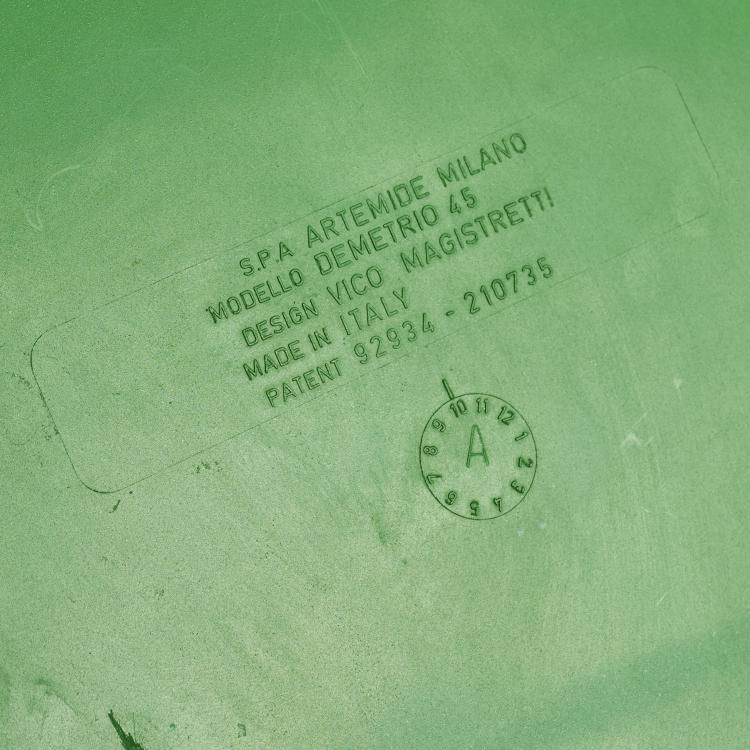 S.P.A ARTEMIDE MILANO
MODELLO DEMETRIO 45
DESIGN VICO MAGISTRETTI
MADE IN ITALY
PATENT 92934 - 210735
10 11 12 1 2 3 4 5 6 7 8 9
A